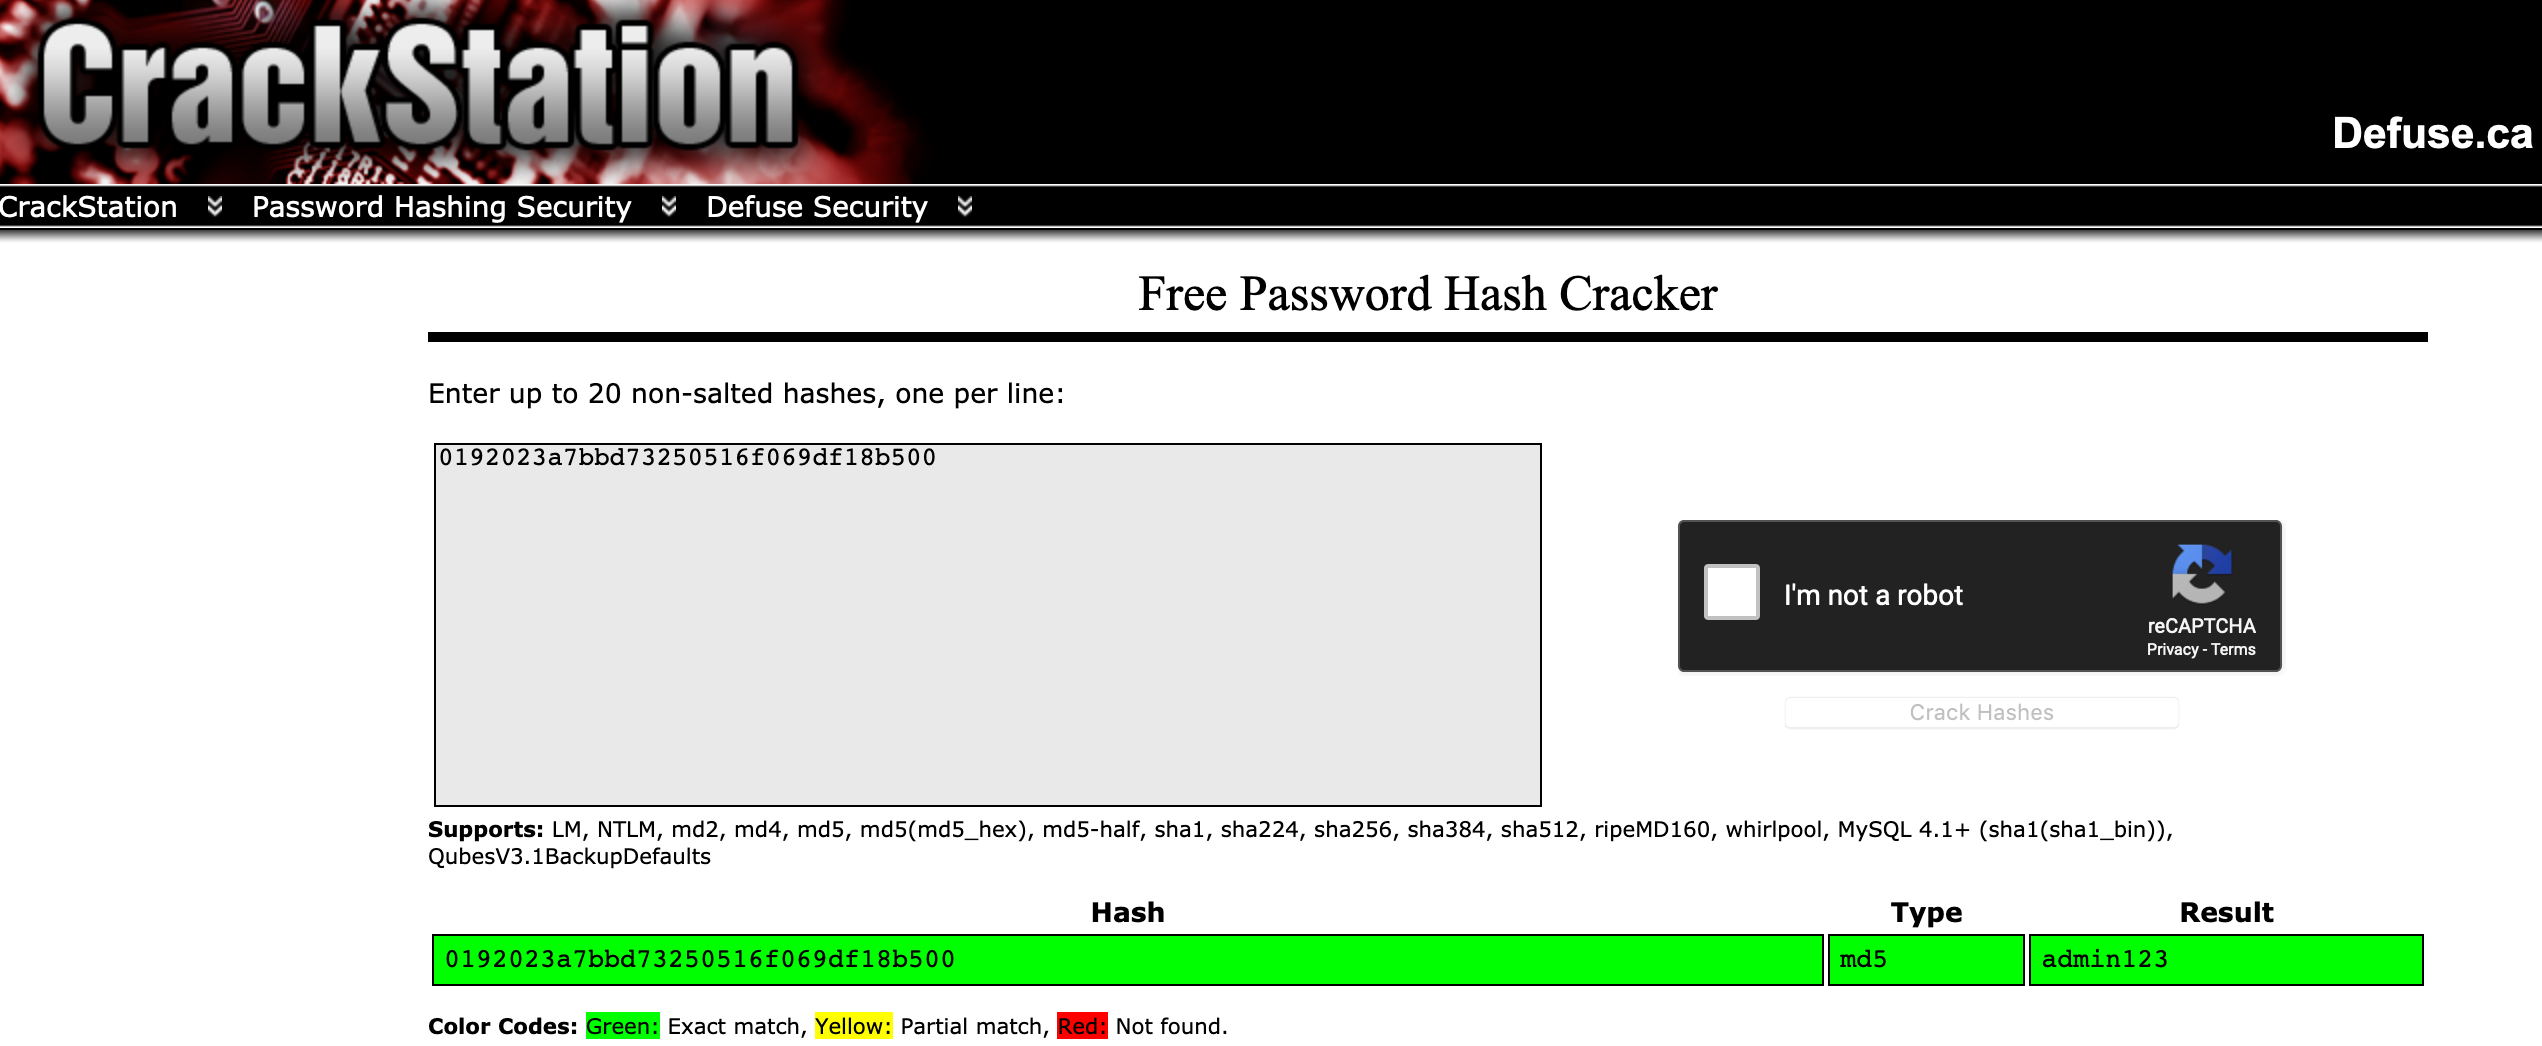 CrackStation
Defuse.ca
CrackStation Password Hashing Security Defuse Security
Free Password Hash Cracker
Enter up to 20 non-salted hashes, one per line:
0192023a7bbd73250516f069df18b500
I'm not a robot
reCAPTCHA
Privacy - Terms
Crack Hashes
Supports: LM, NTLM, md2, md4, md5, md5(md5_hex), md5-half, sha1, sha224, sha256, sha384, sha512, ripeMD160, whirlpool, MySQL 4.1+ (sha1(sha1_bin)),
QubesV3.1BackupDefaults
Hash Type Result
0192023a7bbd73250516f069df18b500 md5 admin123
Color Codes: Green: Exact match, Yellow: Partial match, Red: Not found.